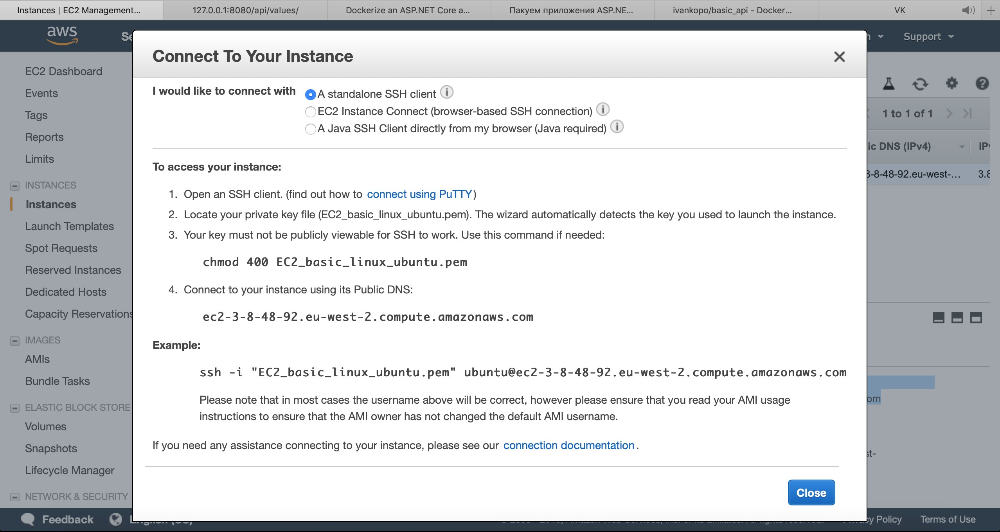 Instances | EC2 Management...
127.0.0.1:8080/api/values/
Dockerize an ASP.NET Core a...
Пакуем приложения ASP.NE...
ivankopo/basic_api - Docker...
VK
aws
Support
Connect To Your Instance
I would like to connect with
A standalone SSH client
EC2 Instance Connect (browser-based SSH connection)
A Java SSH Client directly from my browser (Java required)
To access your instance:
1. Open an SSH client. (find out how to connect using PuTTY)
2. Locate your private key file (EC2_basic_linux_ubuntu.pem). The wizard automatically detects the key you used to launch the instance.
3. Your key must not be publicly viewable for SSH to work. Use this command if needed:
chmod 400 EC2_basic_linux_ubuntu.pem
4. Connect to your instance using its Public DNS:
ec2-3-8-48-92.eu-west-2.compute.amazonaws.com
Example:
ssh -i "EC2_basic_linux_ubuntu.pem" ubuntu@ec2-3-8-48-92.eu-west-2.compute.amazonaws.com
Please note that in most cases the username above will be correct, however please ensure that you read your AMI usage
instructions to ensure that the AMI owner has not changed the default AMI username.
If you need any assistance connecting to your instance, please see our connection documentation.
Close
EC2 Dashboard
Events
Tags
Reports
Limits
INSTANCES
Instances
Launch Templates
Spot Requests
Reserved Instances
Dedicated Hosts
Capacity Reservations
IMAGES
AMIs
Bundle Tasks
ELASTIC BLOCK STORE
Volumes
Snapshots
Lifecycle Manager
NETWORK & SECURITY
1 to 1 of 1
ic DNS (IPv4)
3-8-48-92.eu-west-...
3.8
om
st-
Feedback
English (US)
cy Policy
Terms of Use